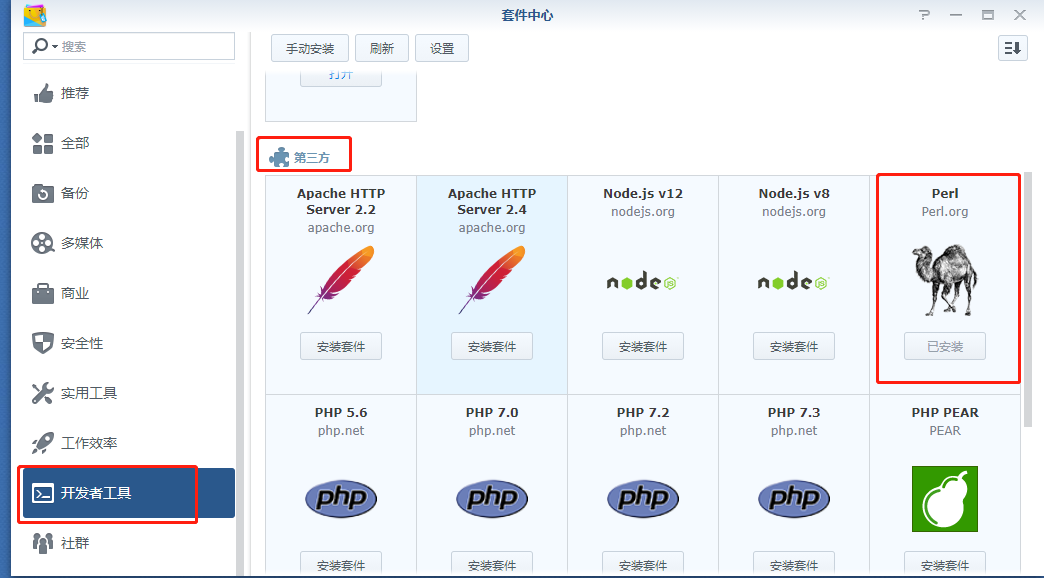 套件中心
搜索
手动安装
刷新
设置
推荐
全部
备份
多媒体
商业
安全性
实用工具
工作效率
开发者工具
社群
打开
第三方
Apache HTTP
Server 2.2
apache.org
安装套件
Apache HTTP
Server 2.4
apache.org
安装套件
Node.js v12
nodejs.org
node JS
安装套件
Node.js v8
nodejs.org
node JS
安装套件
Perl
Perl.org
已安装
PHP 5.6
php.net
php
安装套件
PHP 7.0
php.net
php
安装套件
PHP 7.2
php.net
php
安装套件
PHP 7.3
php.net
php
安装套件
PHP PEAR
PEAR
安装套件